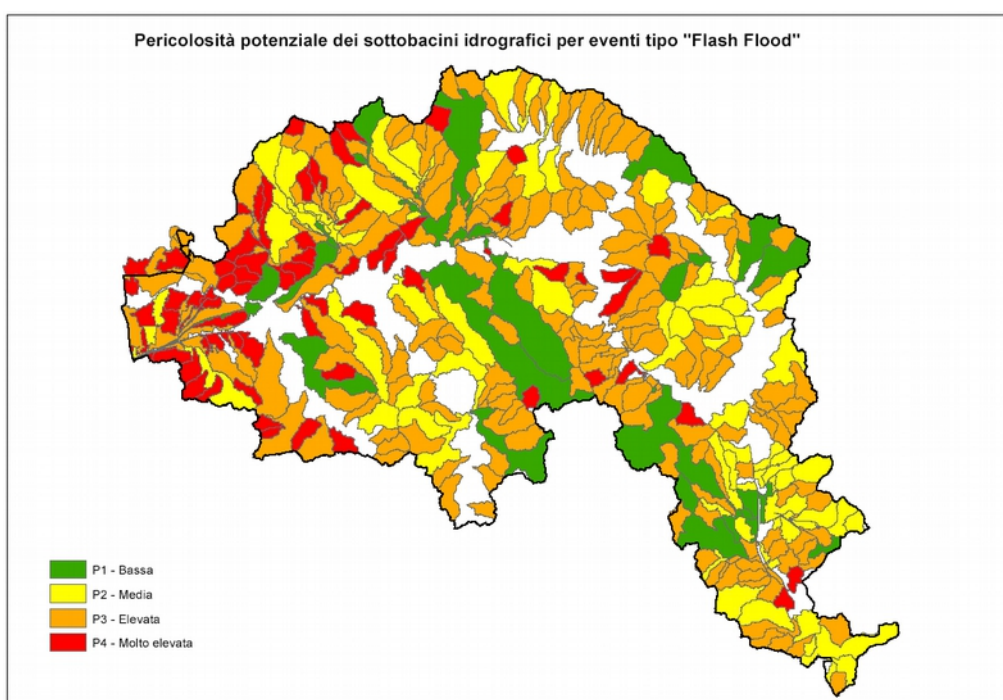 Pericolosità potenziale dei sottobacini idrografici per eventi tipo "Flash Flood"
P1 - Bassa
P2 - Media
P3 - Elevata
P4 - Molto elevata